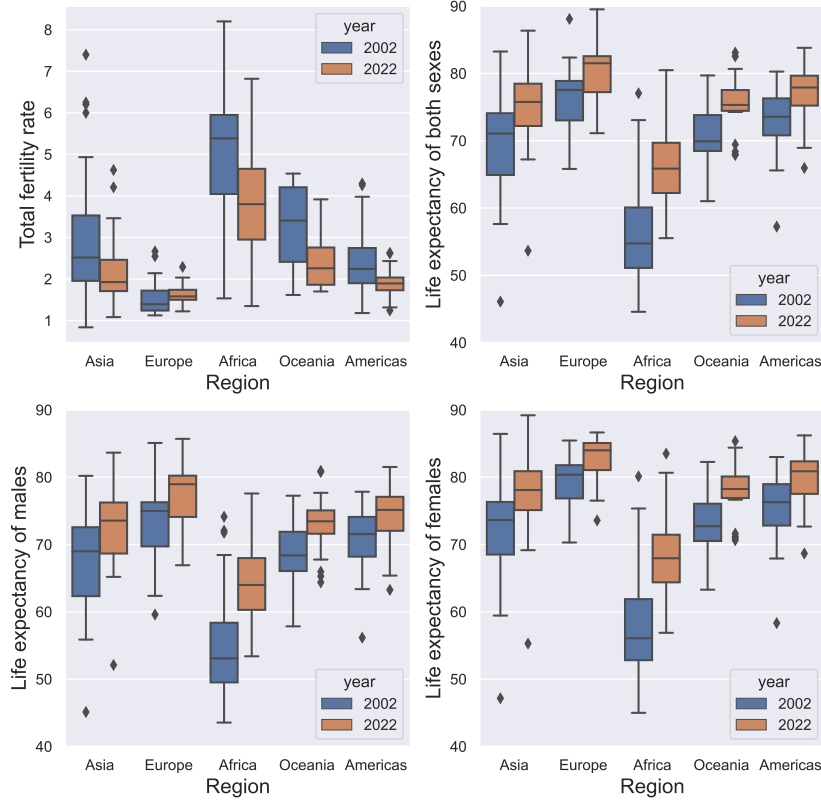 Total fertility rate
8
7
6
5
4
3
2
1
year
2002
2022
Asia Europe Africa Oceania Americas
Region
Life expectancy of both sexes
90
80
70
60
50
40
year
2002
2022
Asia Europe Africa Oceania Americas
Region
Life expectancy of males
90
80
70
60
50
40
year
2002
2022
Asia Europe Africa Oceania Americas
Region
Life expectancy of females
90
80
70
60
50
40
year
2002
2022
Asia Europe Africa Oceania Americas
Region